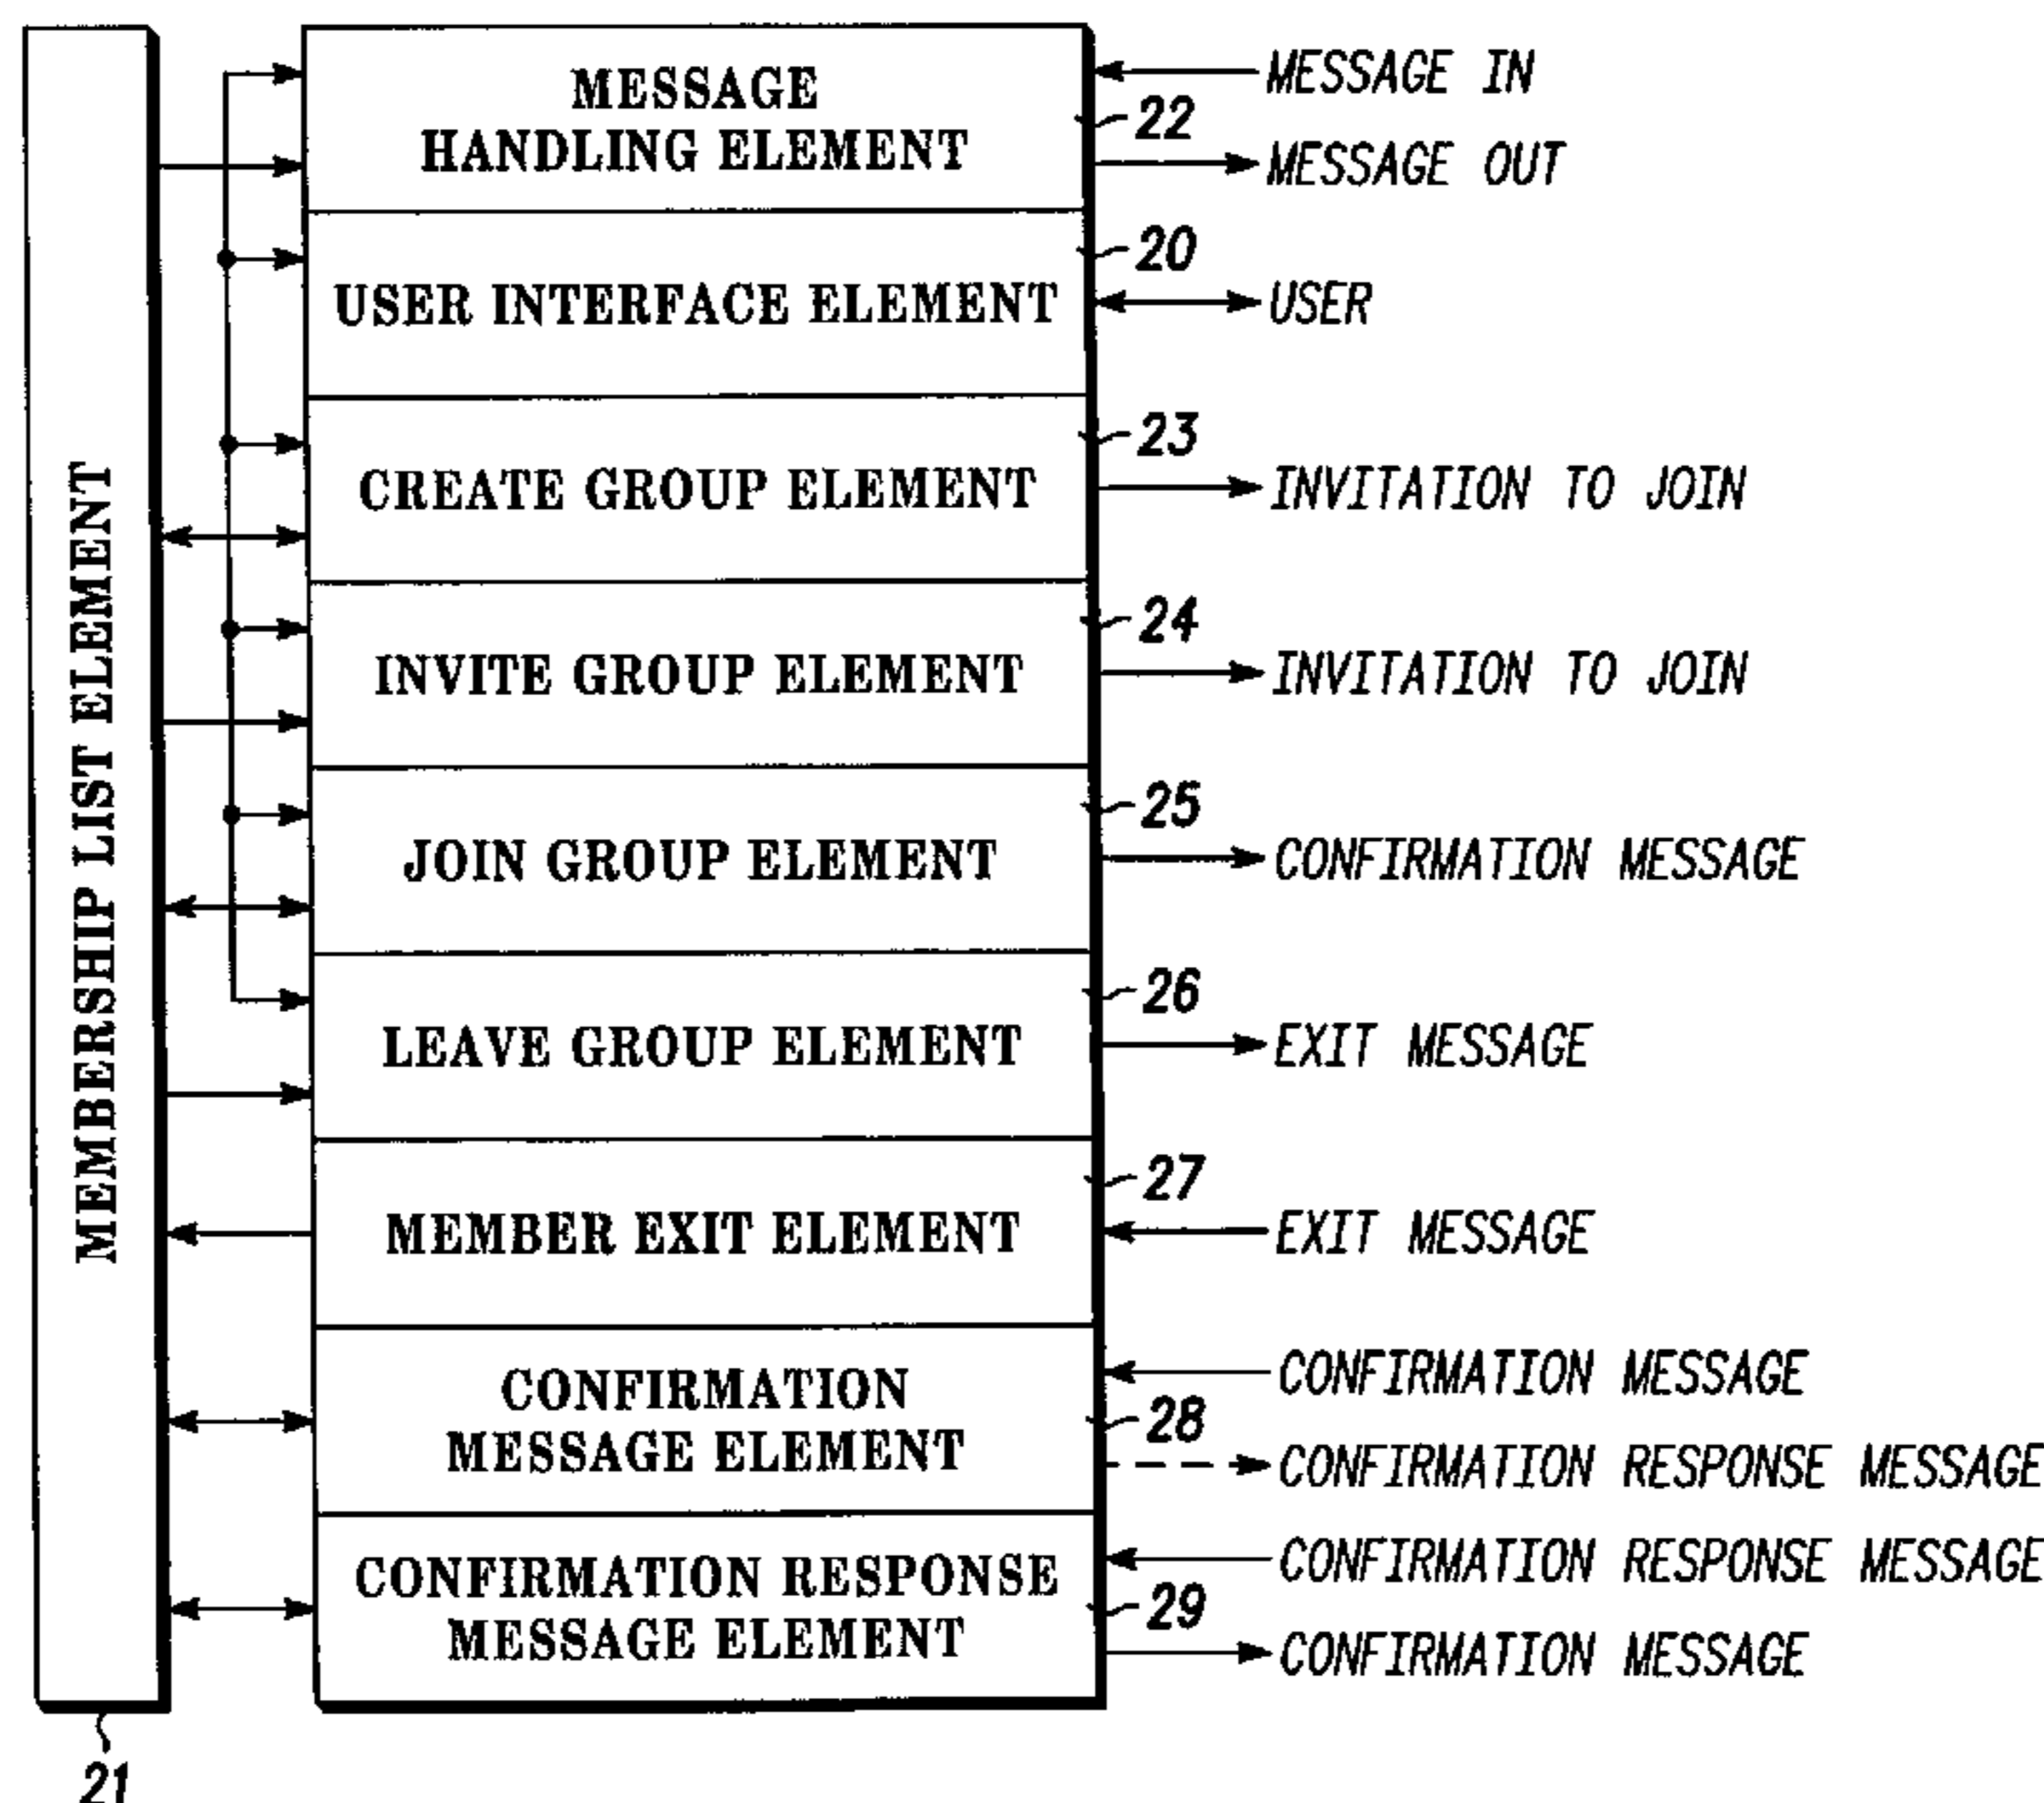 MEMBERSHIP LIST ELEMENT
21
MESSAGE
HANDLING ELEMENT
22
MESSAGE IN
MESSAGE OUT
USER INTERFACE ELEMENT
20
USER
CREATE GROUP ELEMENT
23
INVITATION TO JOIN
INVITE GROUP ELEMENT
24
INVITATION TO JOIN
JOIN GROUP ELEMENT
25
CONFIRMATION MESSAGE
LEAVE GROUP ELEMENT
26
EXIT MESSAGE
MEMBER EXIT ELEMENT
27
EXIT MESSAGE
CONFIRMATION
MESSAGE ELEMENT
28
CONFIRMATION MESSAGE
CONFIRMATION RESPONSE MESSAGE
CONFIRMATION RESPONSE
MESSAGE ELEMENT
29
CONFIRMATION RESPONSE MESSAGE
CONFIRMATION MESSAGE